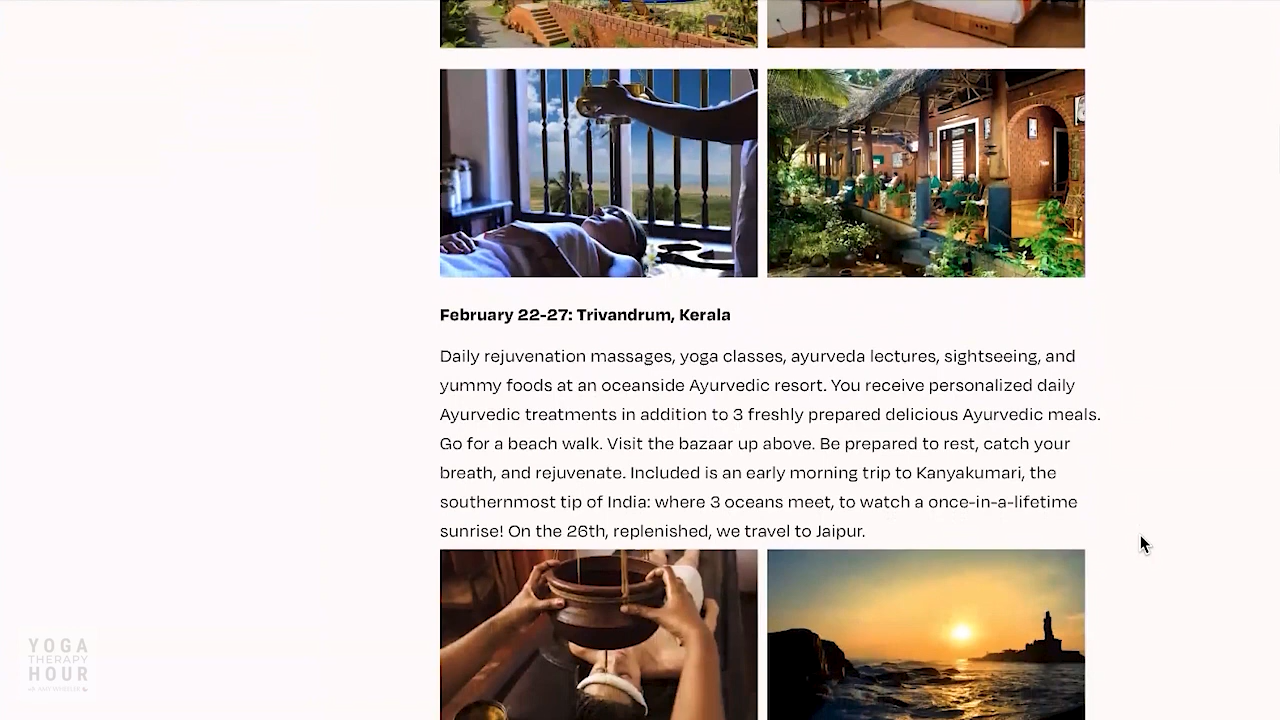 February 22-27: Trivandrum, Kerala
Daily rejuvenation massages, yoga classes, ayurveda lectures, sightseeing, and
yummy foods at an oceanside Ayurvedic resort. You receive personalized daily
Ayurvedic treatments in addition to 3 freshly prepared delicious Ayurvedic meals.
Go for a beach walk. Visit the bazaar up above. Be prepared to rest, catch your
breath, and rejuvenate. Included is an early morning trip to Kanyakumari, the
southernmost tip of India: where 3 oceans meet, to watch a once-in-a-lifetime
sunrise! On the 26th, replenished, we travel to Jaipur.
YOGA
THERAPY
HOUR